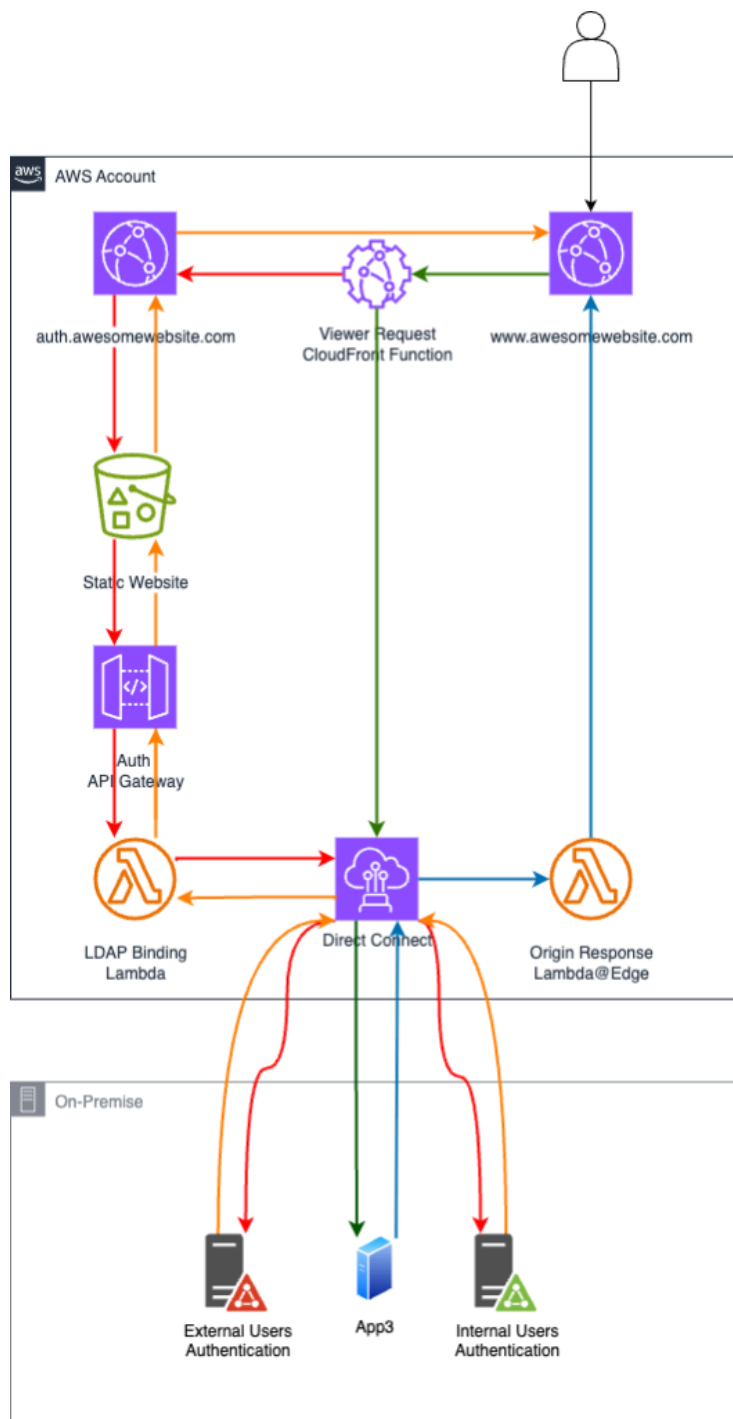 aws
AWS Account
auth.awesomewebsite.com
Viewer Request
CloudFront Function
www.awesomewebsite.com
Static Website
</>
Auth
API Gateway
LDAP Binding
Lambda
Direct Connect
Origin Response
Lambda@Edge
On-Premise
External Users
Authentication
App3
Internal Users
Authentication